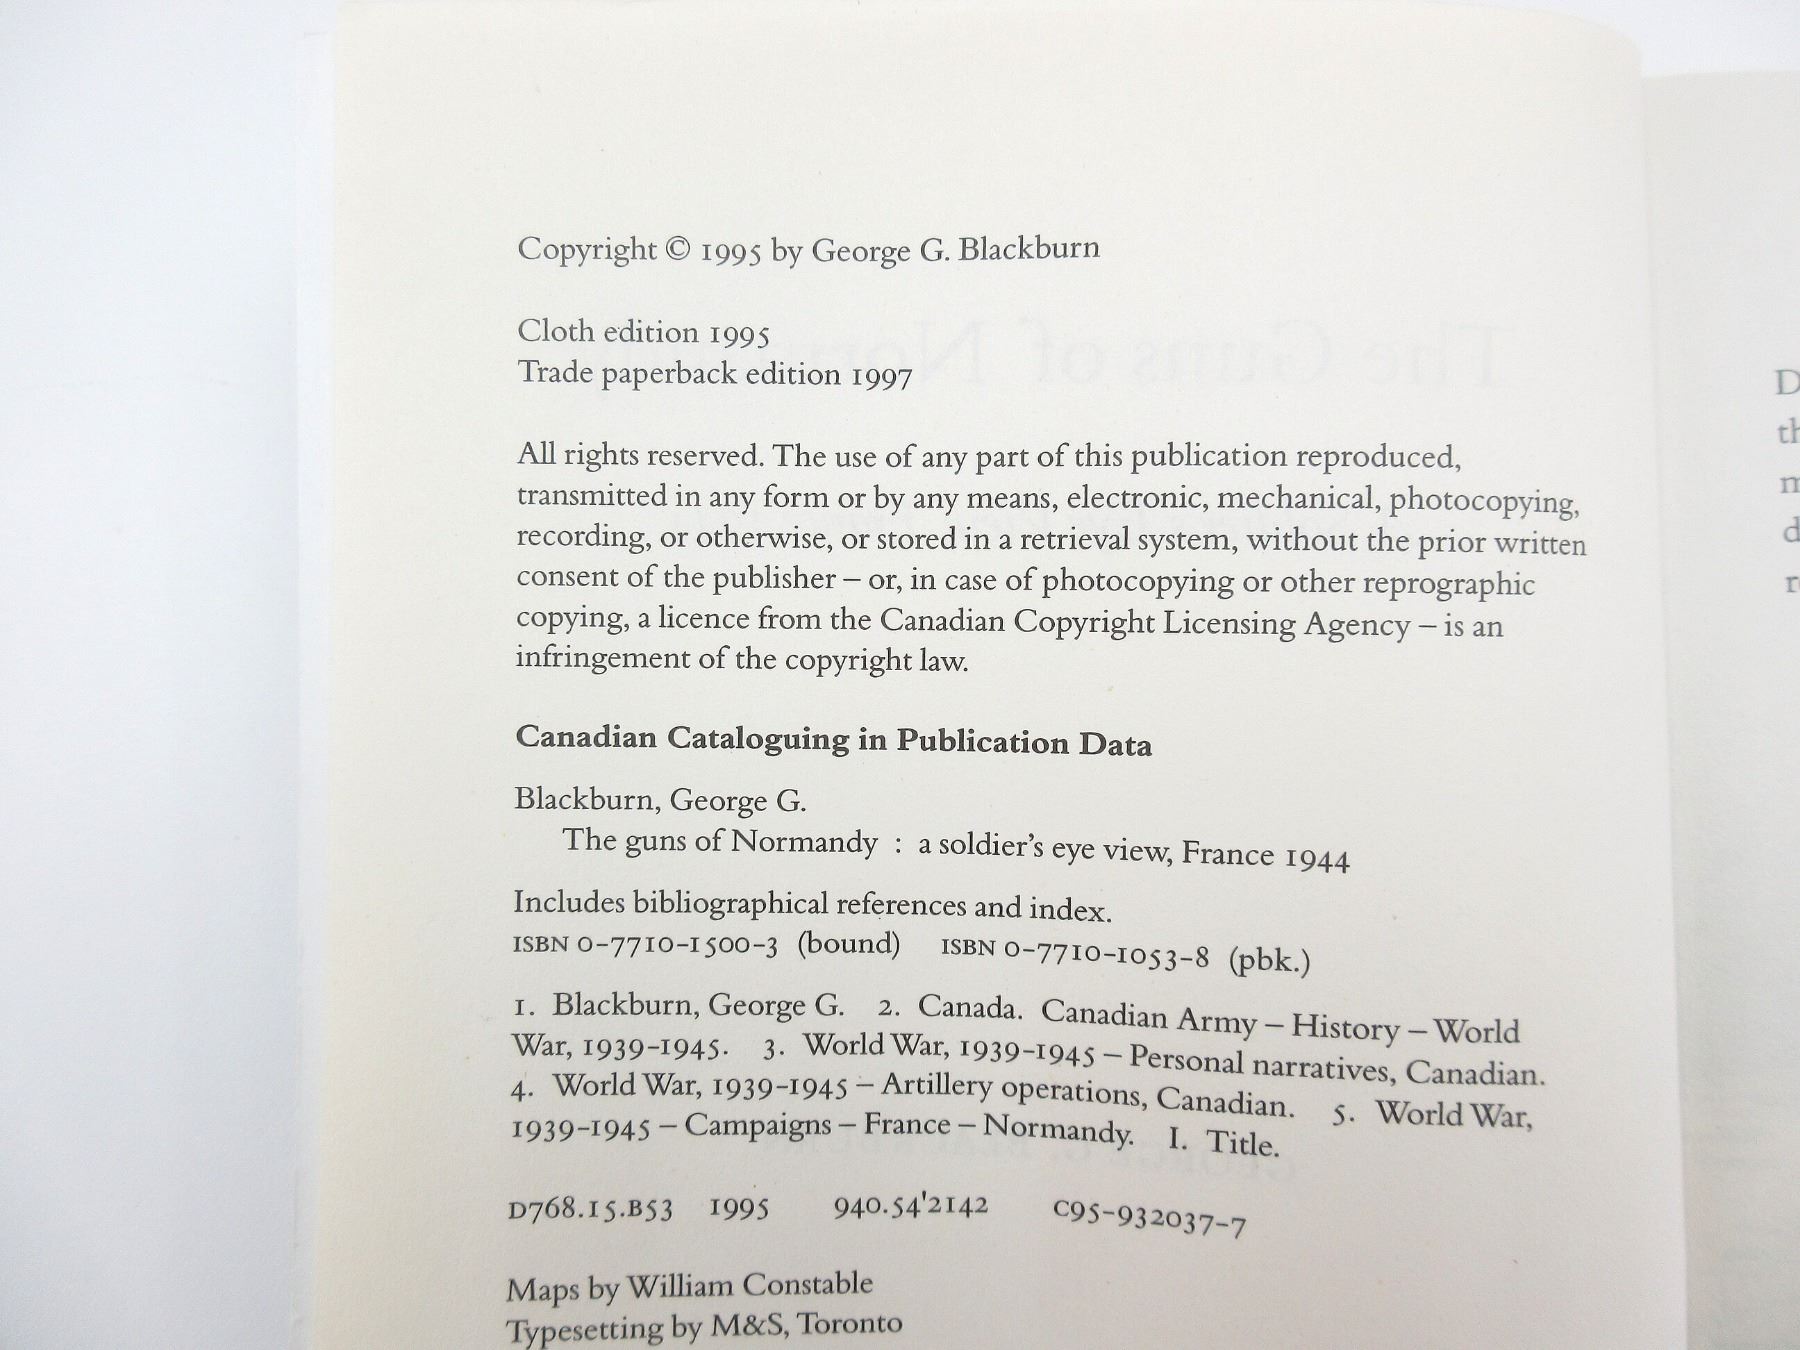 Copyright © 1995 by George G. Blackburn
Cloth edition 1995
Trade paperback edition 1997
All rights reserved. The use of any part of this publication reproduced,
transmitted in any form or by any means, electronic, mechanical, photocopying,
recording, or otherwise, or stored in a retrieval system, without the prior written
consent of the publisher – or, in case of photocopying or other reprographic
copying, a licence from the Canadian Copyright Licensing Agency – is an
infringement of the copyright law.
Canadian Cataloguing in Publication Data
Blackburn, George G.
The guns of Normandy : a soldier's eye view, France 1944
Includes bibliographical references and index.
ISBN 0-7710-1500-3 (bound) ISBN 0-7710-1053-8 (pbk.)
1. Blackburn, George G. 2. Canada. Canadian Army – History – World
War, 1939-1945. 3. World War, 1939-1945 – Personal narratives, Canadian.
4. World War, 1939-1945 – Artillery operations, Canadian. 5. World War,
1939-1945 – Campaigns – France – Normandy. I. Title.
D768.15.B53 1995 940.54'2142 C95-932037-7
Maps by William Constable
Typesetting by M&S, Toronto